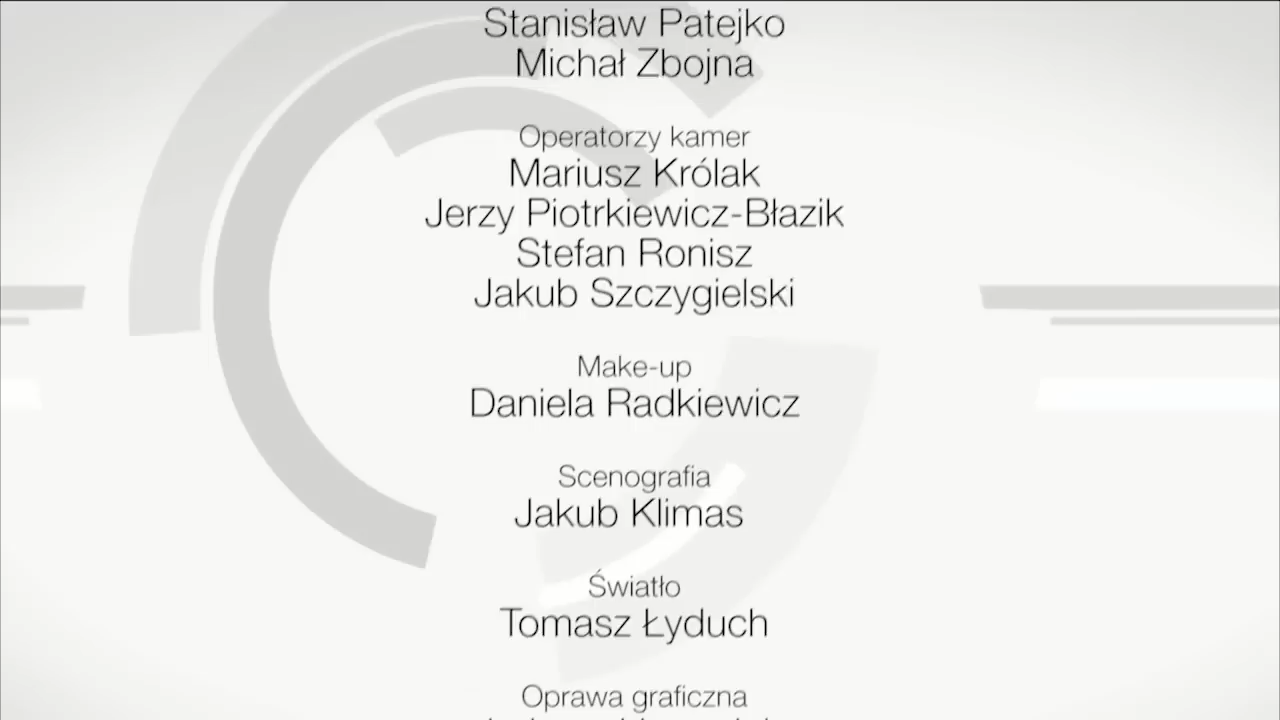 Stanisław Patejko
Michał Zbojna
Operatorzy kamer
Mariusz Królak
Jerzy Piotrkiewicz-Błazik
Stefan Ronisz
Jakub Szczygielski
Make-up
Daniela Radkiewicz
Scenografia
Jakub Klimas
Światło
Tomasz Łyduch
Oprawa graficzna